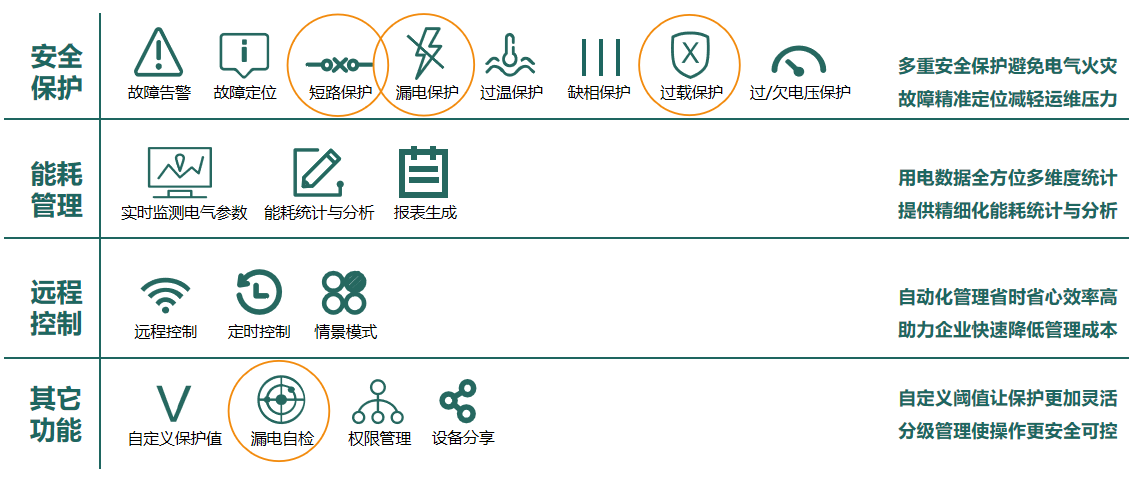 安全
保护
故障告警
故障定位
短路保护
漏电保护
过温保护
缺相保护
过载保护
过/欠电压保护
多重安全保护避免电气火灾
故障精准定位减轻运维压力
能耗
管理
实时监测电气参数
能耗统计与分析
报表生成
用电数据全方位多维度统计
提供精细化能耗统计与分析
远程
控制
远程控制
定时控制
情景模式
自动化管理省时省心效率高
助力企业快速降低管理成本
其它
功能
自定义保护值
漏电自检
权限管理
设备分享
自定义阈值让保护更加灵活
分级管理使操作更安全可控